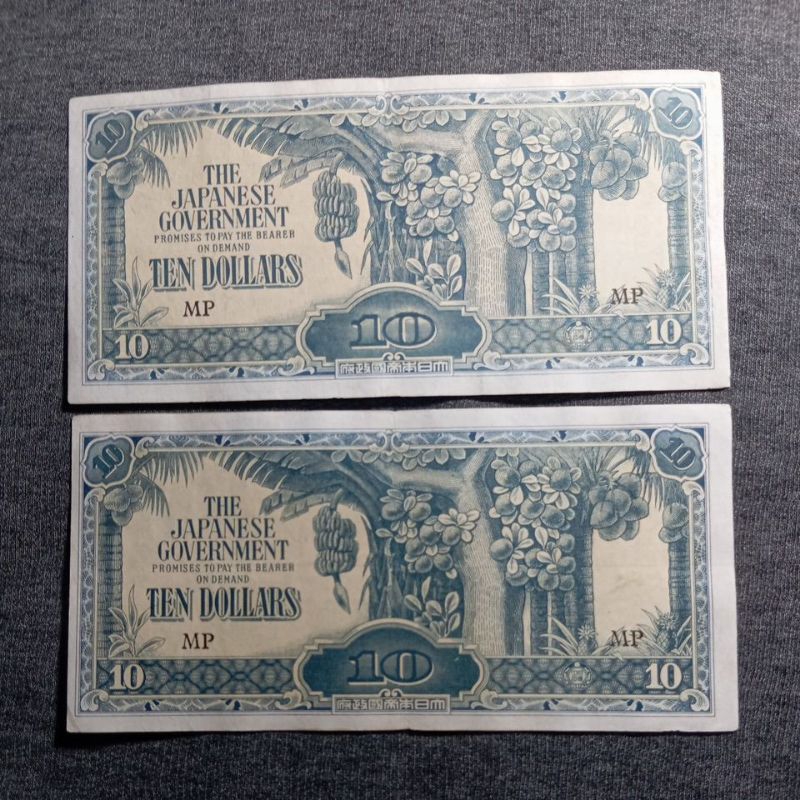 10 10
THE
JAPANESE
GOVERNMENT
PROMISES TO PAY THE BEARER
ON DEMAND
TEN DOLLARS
MP MP
10 10 10
府政國帝本日大
10 10
THE
JAPANESE
GOVERNMENT
PROMISES TO PAY THE BEARER
ON DEMAND
TEN DOLLARS
MP MP
10 10 10
府政國帝本日大